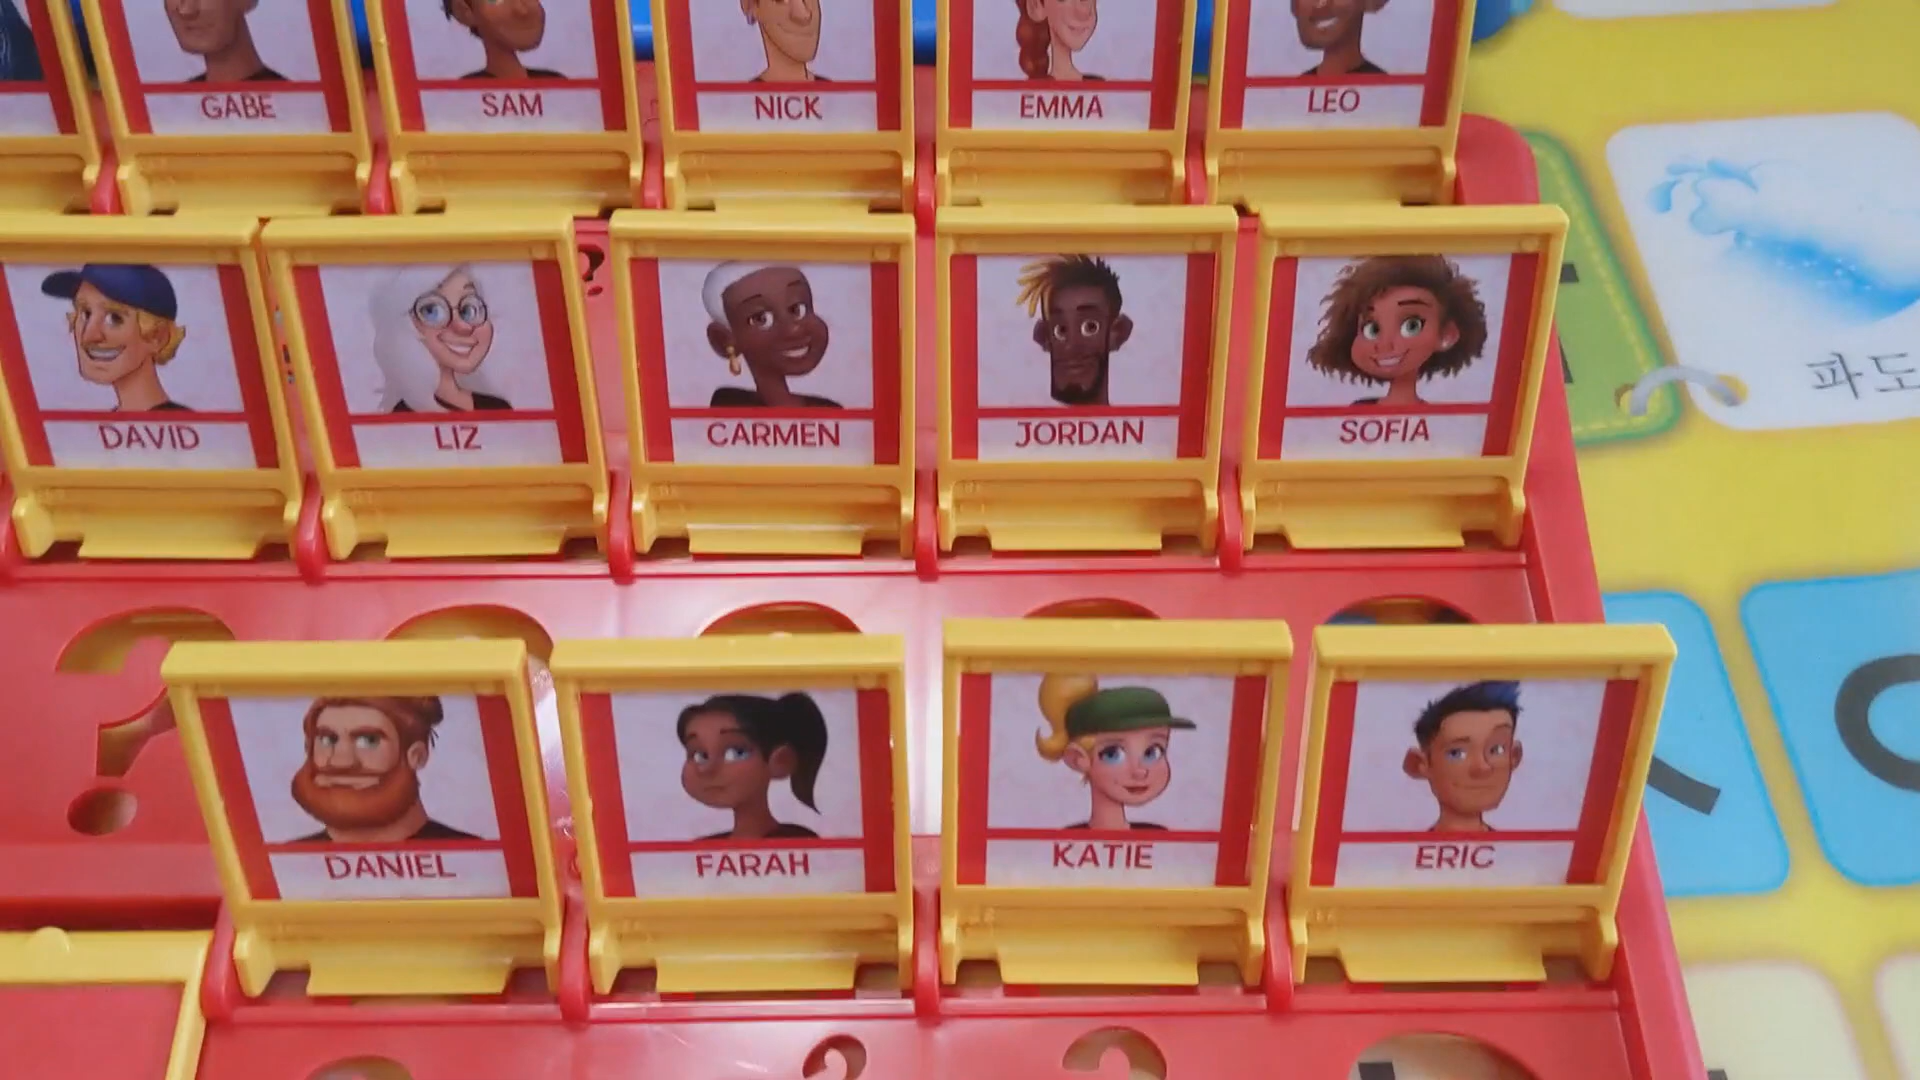 GABE
SAM
NICK
EMMA
LEO
DAVID
LIZ
CARMEN
JORDAN
SOFIA
파도
DANIEL
FARAH
KATIE
ERIC